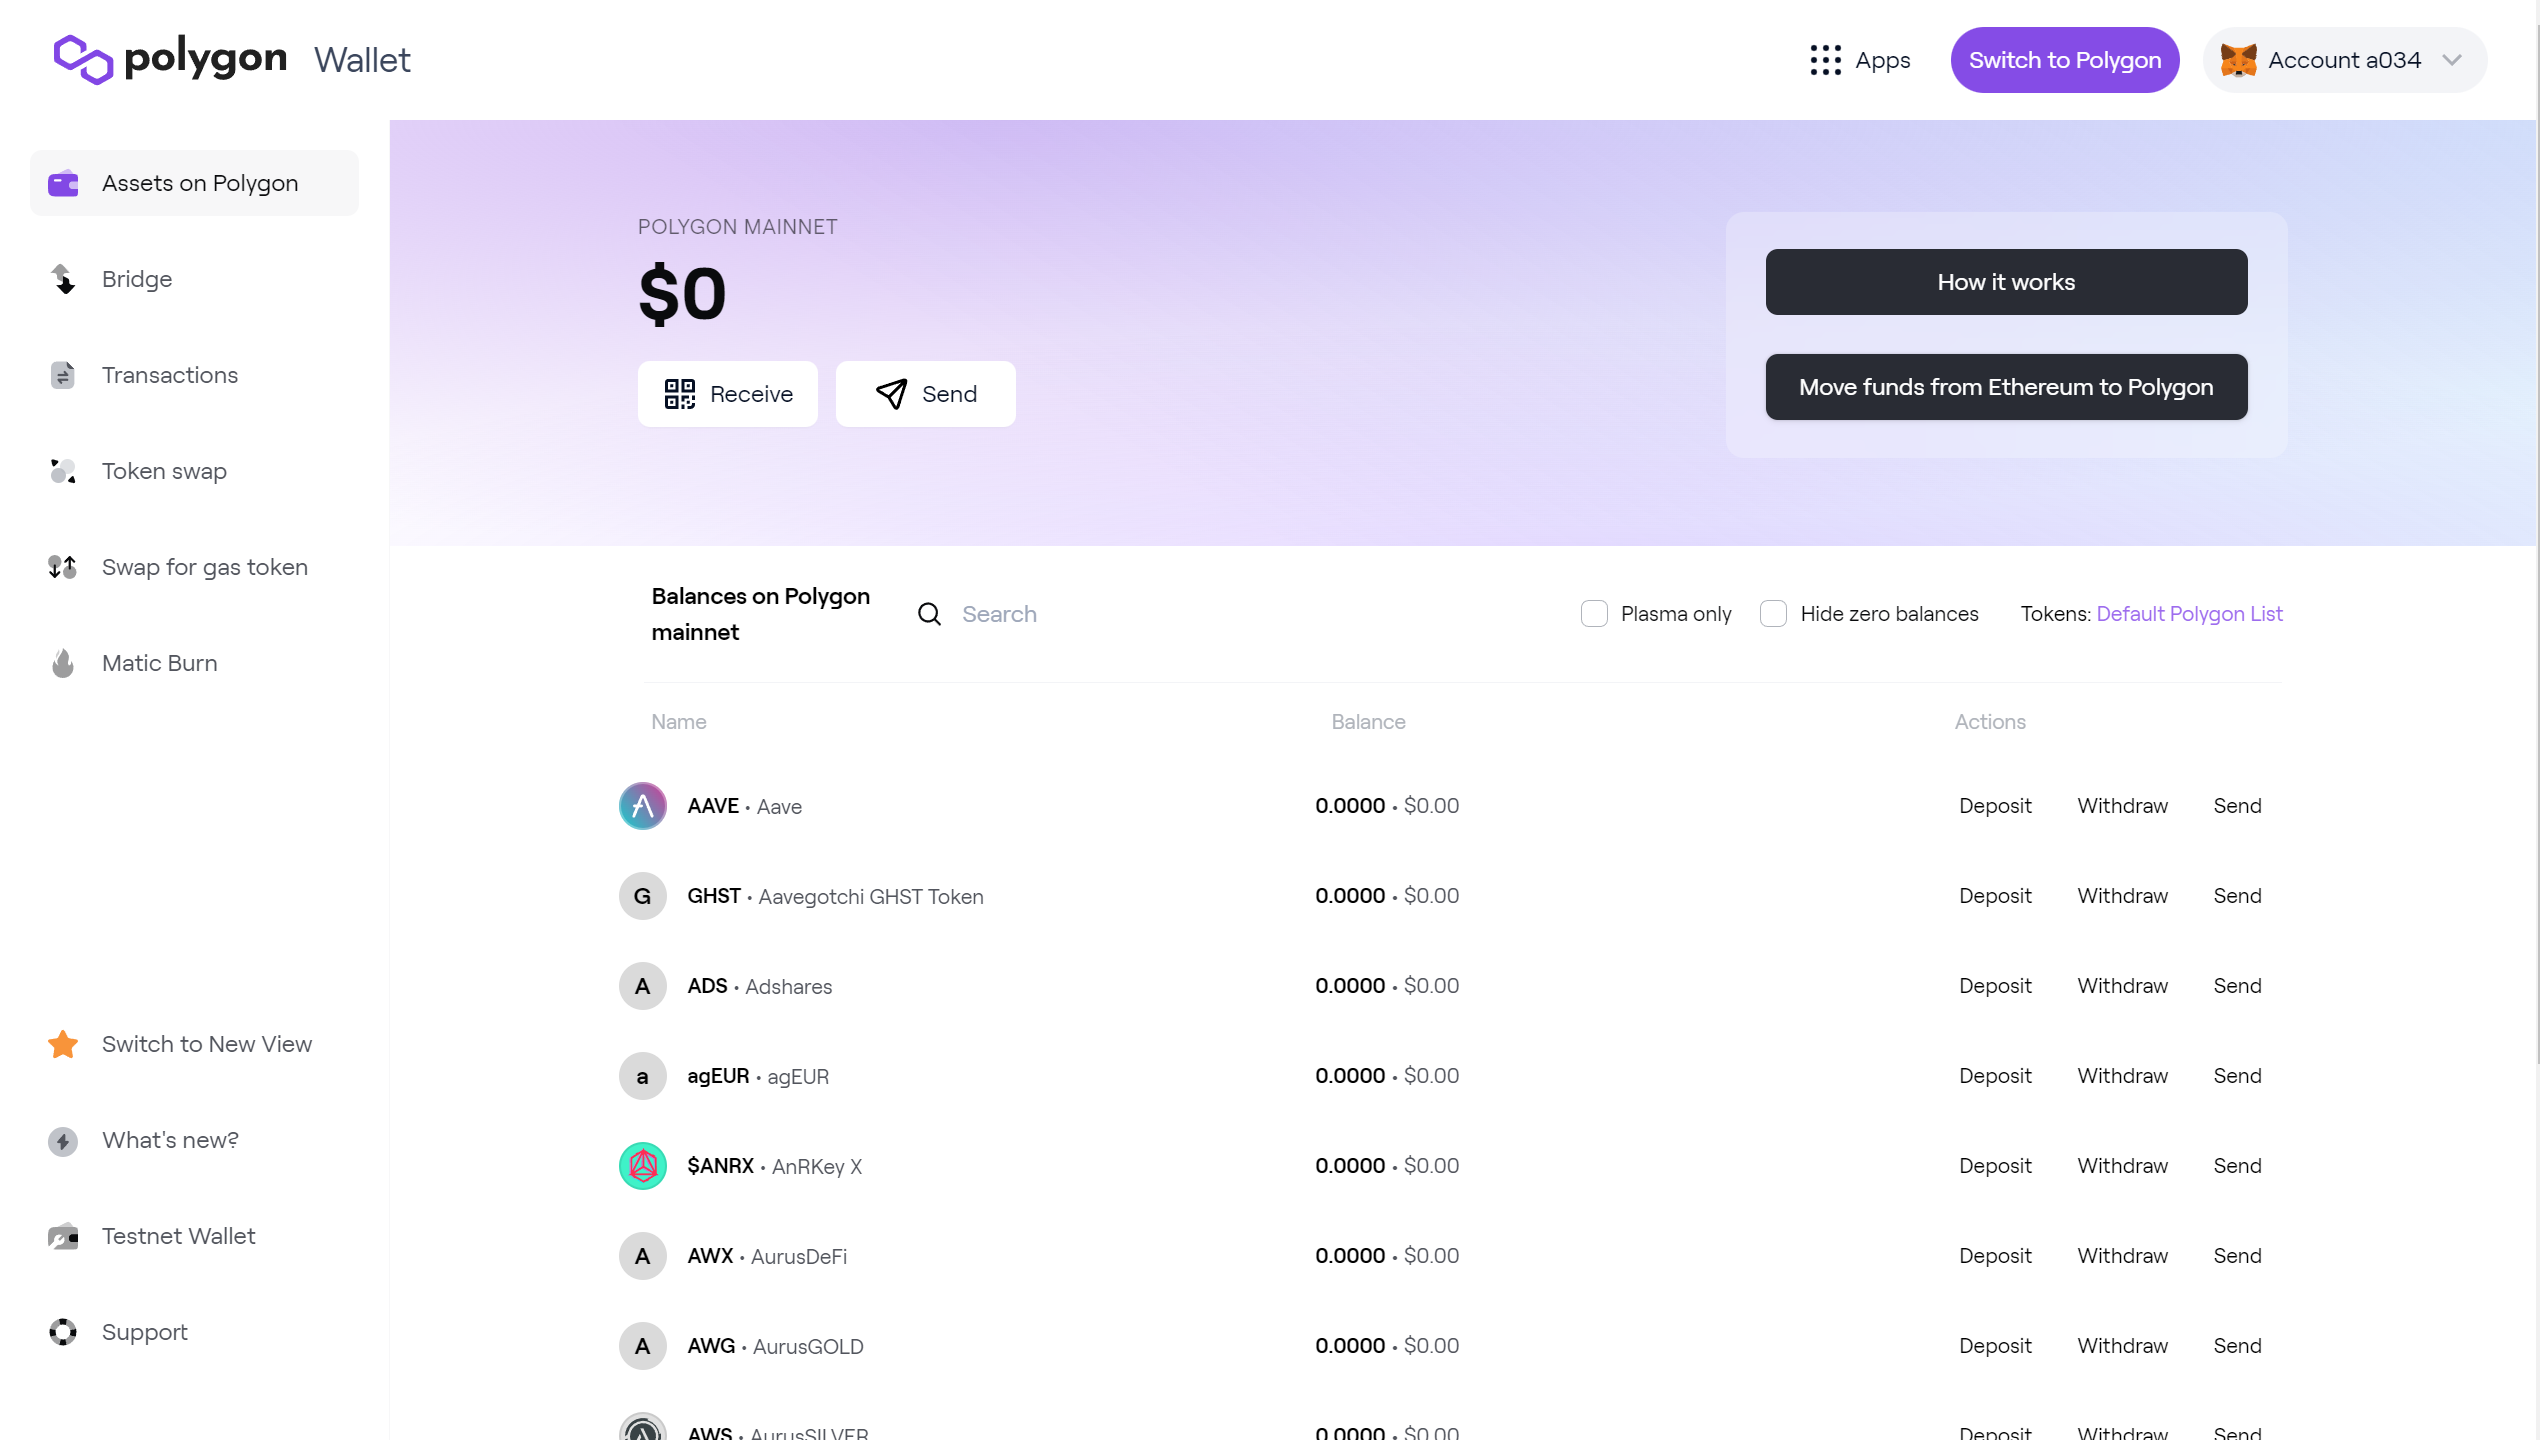 polygon Wallet
Apps
Switch to Polygon
Account a034
Assets on Polygon
Bridge
Transactions
Token swap
Swap for gas token
Matic Burn
Switch to New View
What's new?
Testnet Wallet
Support
POLYGON MAINNET
$0
Receive
Send
How it works
Move funds from Ethereum to Polygon
Balances on Polygon
mainnet
Search
Plasma only
Hide zero balances
Tokens: Default Polygon List
Name Balance Actions
AAVE • Aave 0.0000 • $0.00 Deposit Withdraw Send
G GHST • Aavegotchi GHST Token 0.0000 • $0.00 Deposit Withdraw Send
A ADS • Adshares 0.0000 • $0.00 Deposit Withdraw Send
a agEUR • agEUR 0.0000 • $0.00 Deposit Withdraw Send
$ANRX • AnRKey X 0.0000 • $0.00 Deposit Withdraw Send
A AWX • AurusDeFi 0.0000 • $0.00 Deposit Withdraw Send
A AWG • AurusGOLD 0.0000 • $0.00 Deposit Withdraw Send
AWS • AurusSILVER 0.0000 • $0.00 Deposit Withdraw Send